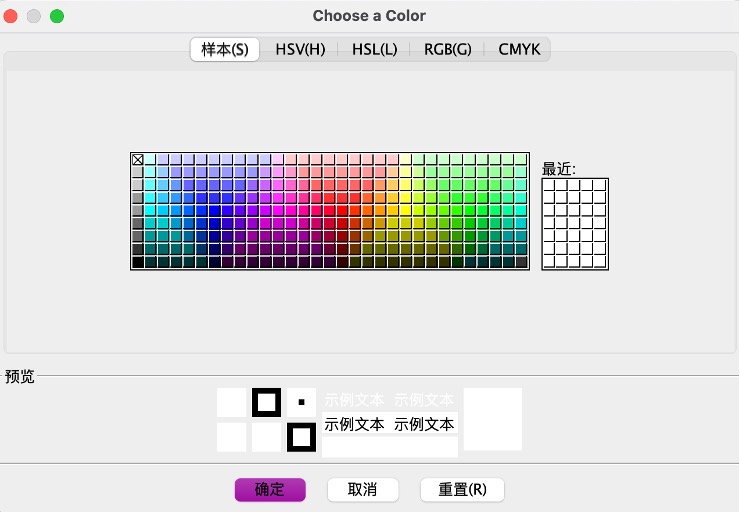 Choose a Color
样本(S) HSV(H) HSL(L) RGB(G) CMYK
最近:
预览
示例文本 示例文本
示例文本 示例文本
确定 取消 重置(R)